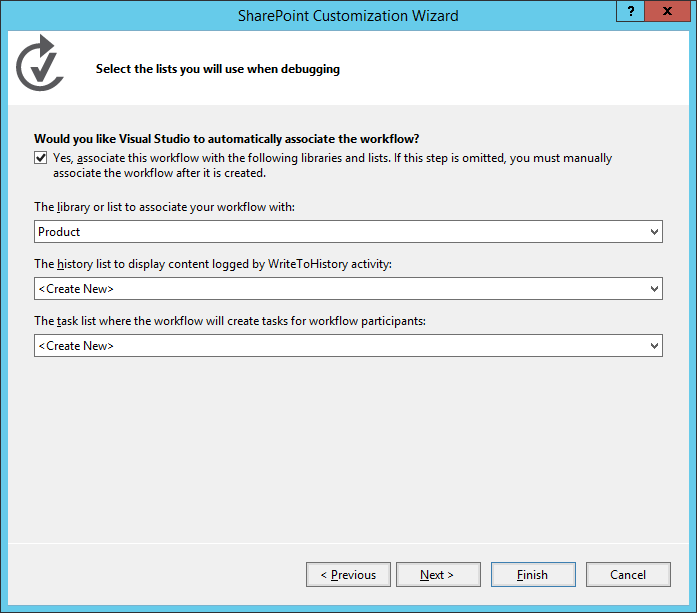 SharePoint Customization Wizard
?
x
Select the lists you will use when debugging
Would you like Visual Studio to automatically associate the workflow?
Yes, associate this workflow with the following libraries and lists. If this step is omitted, you must manually
associate the workflow after it is created.
The library or list to associate your workflow with:
Product
The history list to display content logged by WriteToHistory activity:
<Create New>
The task list where the workflow will create tasks for workflow participants:
<Create New>
< Previous
Next >
Finish
Cancel